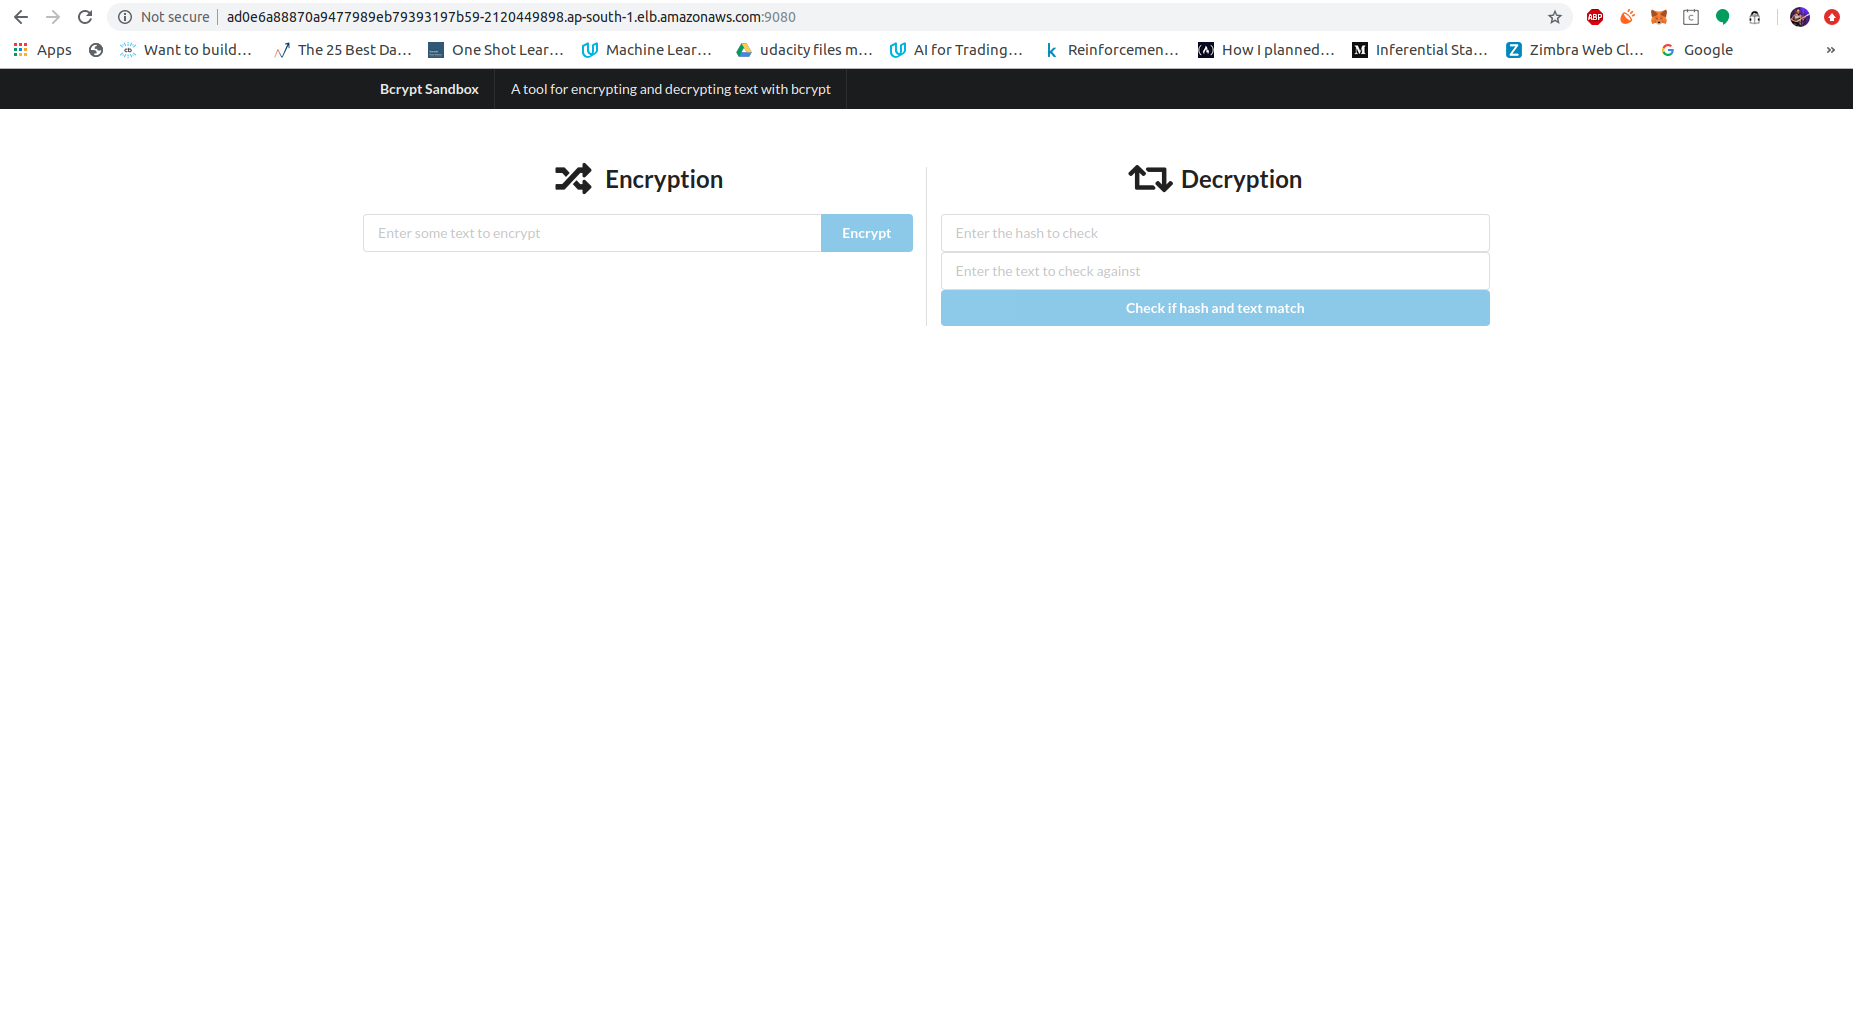 Not secure | ad0e6a88870a9477989eb79393197b59-2120449898.ap-south-1.elb.amazonaws.com:9080 ABP C
Apps cb Want to build... The 25 Best Da... One Shot Lear... Machine Lear... udacity files m... AI for Trading... k Reinforcemen... How I planned... M Inferential Sta... Z Zimbra Web Cl... G Google »
Bcrypt Sandbox A tool for encrypting and decrypting text with bcrypt
Encryption
Enter some text to encrypt Encrypt
Decryption
Enter the hash to check
Enter the text to check against
Check if hash and text match